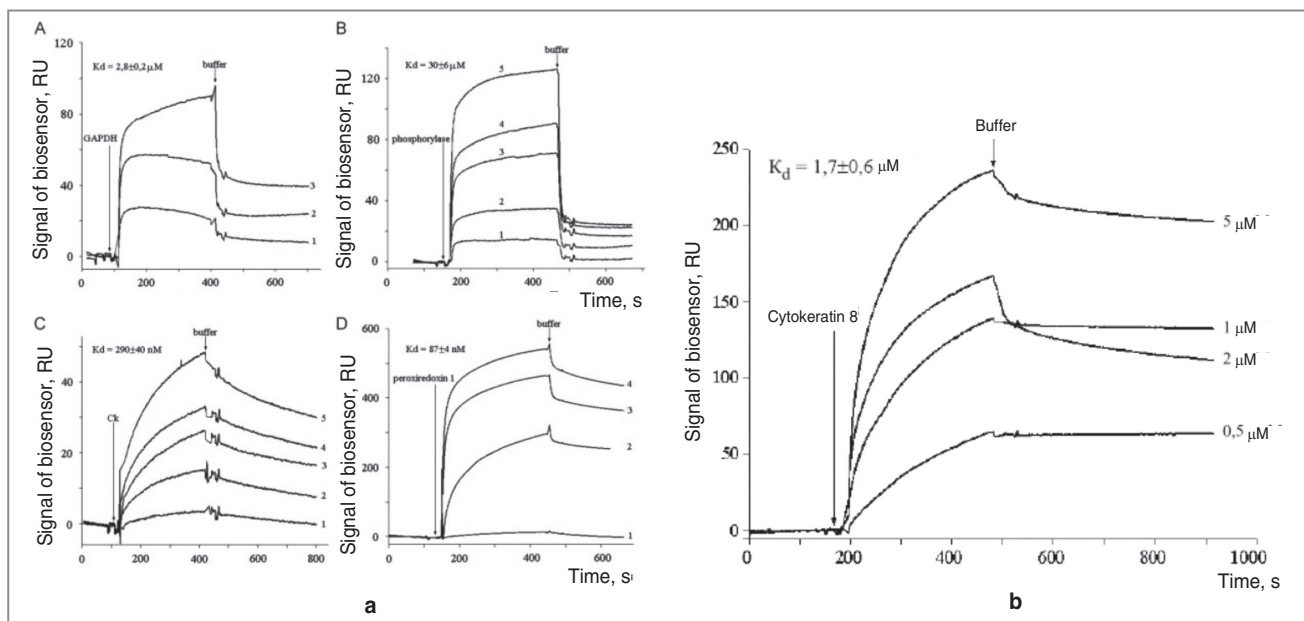 A
Signal of biosensor, RU
120
80
40
0
Kd = 2,8±0,2 µM
GAPDH
buffer
3
2
1
0
200
400
600
B
Signal of biosensor, RU
120
80
40
0
Kd = 30±6 µM
phosphorylase
buffer
5
4
3
2
1
0
200
400
600
Time, s
C
Signal of biosensor, RU
40
20
0
Kd = 290±40 nM
Ck
buffer
5
4
3
2
1
0
200
400
600
800
D
Signal of biosensor, RU
600
400
200
0
Kd = 87±4 nM
peroxiredoxin 1
buffer
4
3
2
1
0
200
400
600
Time, s
a
Signal of biosensor, RU
250
200
150
100
50
0
Kd = 1,7±0,6 µM
Cytokeratin 8
Buffer
5 µM
1 µM
2 µM
0,5 µM
0
200
400
600
800
1000
Time, s
b